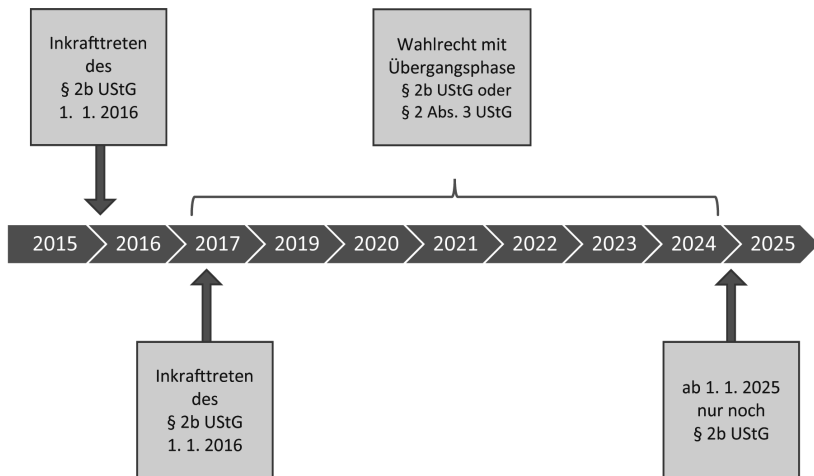 Inkrafttreten
des
§ 2b UStG
1. 1. 2016
Wahlrecht mit
Übergangsphase
§ 2b UStG oder
§ 2 Abs. 3 UStG
2015 2016 2017 2019 2020 2021 2022 2023 2024 2025
Inkrafttreten
des
§ 2b UStG
1. 1. 2016
ab 1. 1. 2025
nur noch
§ 2b UStG